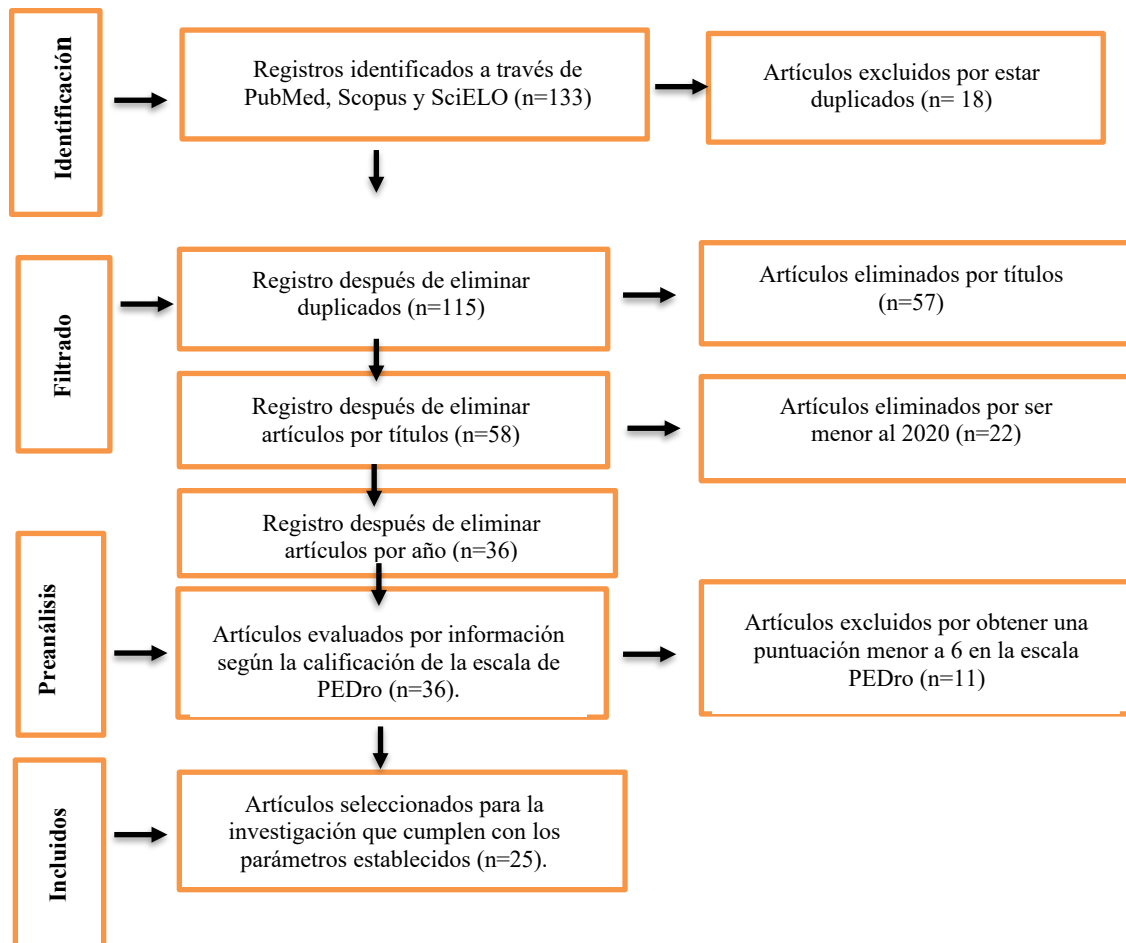 Identificación
Registros identificados a través de
PubMed, Scopus y SciELO (n=133)
Artículos excluidos por estar
duplicados (n= 18)
Filtrado
Registro después de eliminar
duplicados (n=115)
Artículos eliminados por títulos
(n=57)
Registro después de eliminar
artículos por títulos (n=58)
Artículos eliminados por ser
menor al 2020 (n=22)
Registro después de eliminar
artículos por año (n=36)
Preanálisis
Artículos evaluados por información
según la calificación de la escala de
PEDro (n=36).
Artículos excluidos por obtener una
puntuación menor a 6 en la escala
PEDro (n=11)
Incluidos
Artículos seleccionados para la
investigación que cumplen con los
parámetros establecidos (n=25).